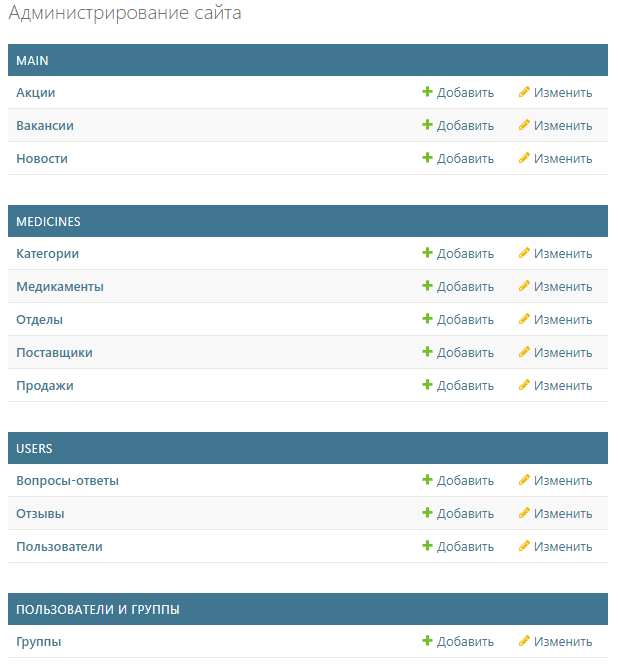 Администрирование сайта
MAIN
Акции Добавить Изменить
Вакансии Добавить Изменить
Новости Добавить Изменить
MEDICINES
Категории Добавить Изменить
Медикаменты Добавить Изменить
Отделы Добавить Изменить
Поставщики Добавить Изменить
Продажи Добавить Изменить
USERS
Вопросы-ответы Добавить Изменить
Отзывы Добавить Изменить
Пользователи Добавить Изменить
ПОЛЬЗОВАТЕЛИ И ГРУППЫ
Группы Добавить Изменить